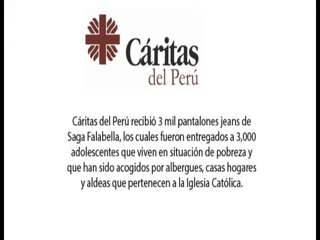 Cáritas
del Perú
Cáritas del Perú recibió 3 mil pantalones jeans de
Saga Falabella, los cuales fueron entregados a 3,000
adolescentes que viven en situación de pobreza y
que han sido acogidos por albergues, casas hogares
y aldeas que pertenecen a la Iglesia Católica.